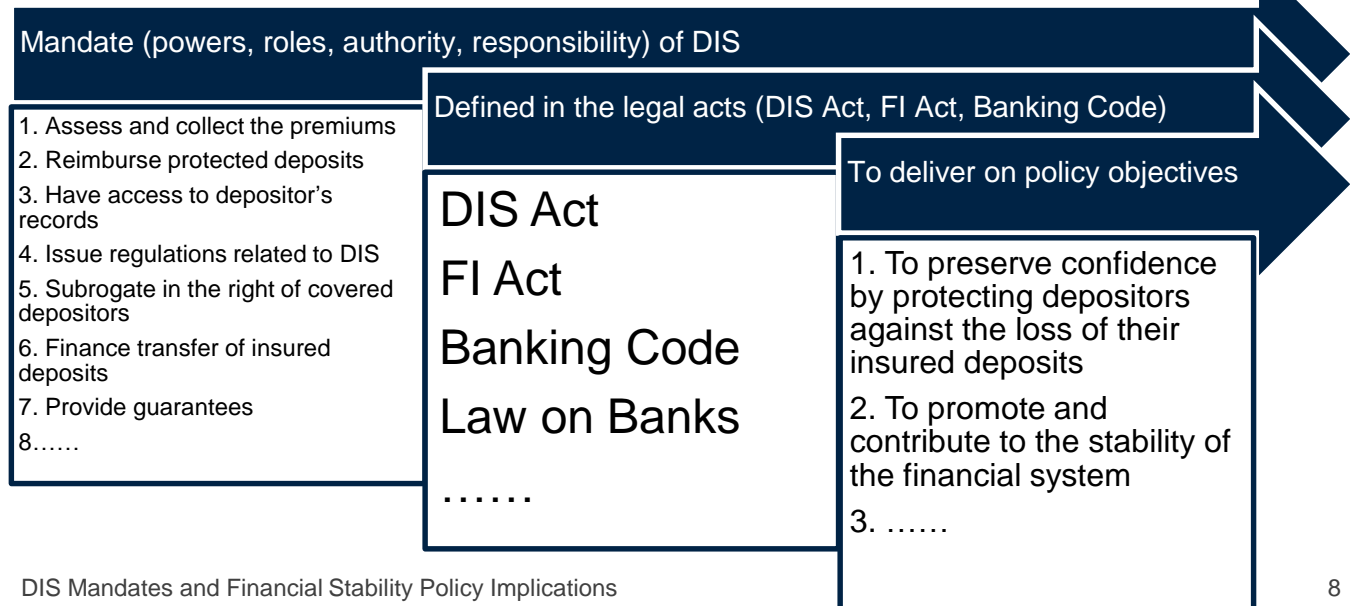 Mandate (powers, roles, authority, responsibility) of DIS
1. Assess and collect the premiums
2. Reimburse protected deposits
3. Have access to depositor's
records
4. Issue regulations related to DIS
5. Subrogate in the right of covered
depositors
6. Finance transfer of insured
deposits
7. Provide guarantees
8……
Defined in the legal acts (DIS Act, FI Act, Banking Code)
DIS Act
FI Act
Banking Code
Law on Banks
……
To deliver on policy objectives
1. To preserve confidence
by protecting depositors
against the loss of their
insured deposits
2. To promote and
contribute to the stability of
the financial system
3. ……
DIS Mandates and Financial Stability Policy Implications
8